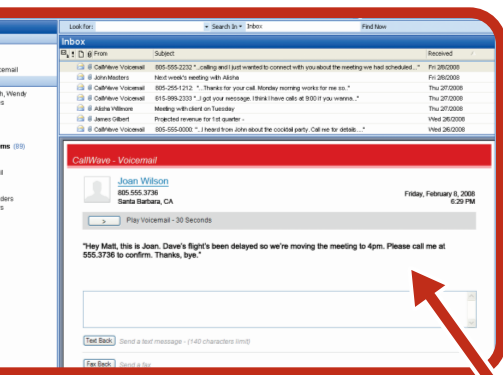 Look for: Search In Inbox Find Now
Inbox
From Subject Received
CallWave Voicemail 805-555-2232 "...calling and I just wanted to connect with you about the meeting we had scheduled..." Fri 2/8/2008
John Masters Next week's meeting with Alisha Fri 2/8/2008
CallWave Voicemail 805-255-1212: "...Thanks for your call. Monday morning works for me so.." Thu 2/7/2008
CallWave Voicemail 615-999-2333 "...I got your message. I think I have calls at 9:00 if you wanna..." Thu 2/7/2008
Alisha Meeting with client on Tuesday Thu 2/7/2008
James Gilbert Projected revenue for 1st quarter - Wed 2/6/2008
CallWave Voicemail 805-555-0000: "...I heard from John about the cocktail party. Call me for details...." Wed 2/6/2008
cemail
h, Wendy
s
ms (89)
il
ders
s
CallWave - Voicemail
Joan Wilson
805.555.3736
Santa Barbara, CA
Friday, February 8, 2008
6:29 PM
> Play Voicemail - 30 Seconds
"Hey Matt, this is Joan. Dave's flight's been delayed so we're moving the meeting to 4pm. Please call me at
555.3736 to confirm. Thanks, bye."
Text Back Send a text message - (140 characters limit)
Fax Back Send a fax